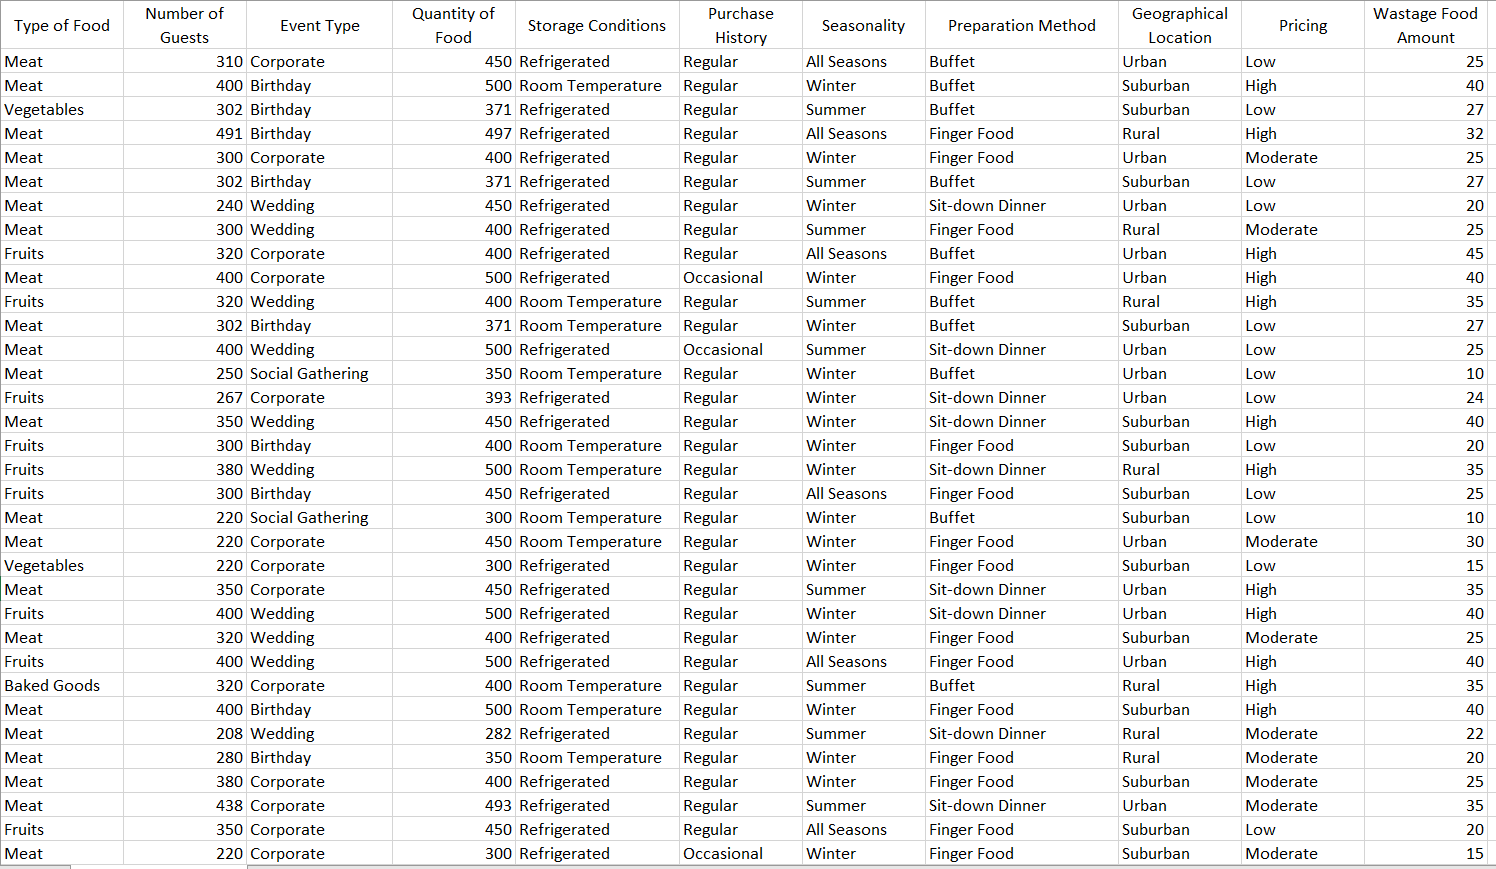 Type of Food Number of Guests Event Type Quantity of Food Storage Conditions Purchase History Seasonality Preparation Method Geographical Location Pricing Wastage Food Amount
Meat 310 Corporate 450 Refrigerated Regular All Seasons Buffet Urban Low 25
Meat 400 Birthday 500 Room Temperature Regular Winter Buffet Suburban High 40
Vegetables 302 Birthday 371 Refrigerated Regular Summer Buffet Suburban Low 27
Meat 491 Birthday 497 Refrigerated Regular All Seasons Finger Food Rural High 32
Meat 300 Corporate 400 Refrigerated Regular Winter Finger Food Urban Moderate 25
Meat 302 Birthday 371 Refrigerated Regular Summer Buffet Suburban Low 27
Meat 240 Wedding 450 Refrigerated Regular Winter Sit-down Dinner Urban Low 20
Meat 300 Wedding 400 Refrigerated Regular Summer Finger Food Rural Moderate 25
Fruits 320 Corporate 400 Refrigerated Regular All Seasons Buffet Urban High 45
Meat 400 Corporate 500 Refrigerated Occasional Winter Finger Food Urban High 40
Fruits 320 Wedding 400 Room Temperature Regular Summer Buffet Rural High 35
Meat 302 Birthday 371 Room Temperature Regular Winter Buffet Suburban Low 27
Meat 400 Wedding 500 Refrigerated Occasional Summer Sit-down Dinner Urban Low 25
Meat 250 Social Gathering 350 Room Temperature Regular Winter Buffet Urban Low 10
Fruits 267 Corporate 393 Refrigerated Regular Winter Sit-down Dinner Urban Low 24
Meat 350 Wedding 450 Refrigerated Regular Winter Sit-down Dinner Suburban High 40
Fruits 300 Birthday 400 Room Temperature Regular Winter Finger Food Suburban Low 20
Fruits 380 Wedding 500 Room Temperature Regular Winter Sit-down Dinner Rural High 35
Fruits 300 Birthday 450 Refrigerated Regular All Seasons Finger Food Suburban Low 25
Meat 220 Social Gathering 300 Room Temperature Regular Winter Buffet Suburban Low 10
Meat 220 Corporate 450 Room Temperature Regular Winter Finger Food Urban Moderate 30
Vegetables 220 Corporate 300 Refrigerated Regular Winter Finger Food Suburban Low 15
Meat 350 Corporate 450 Refrigerated Regular Summer Sit-down Dinner Urban High 35
Fruits 400 Wedding 500 Refrigerated Regular Winter Sit-down Dinner Urban High 40
Meat 320 Wedding 400 Refrigerated Regular Winter Finger Food Suburban Moderate 25
Fruits 400 Wedding 500 Refrigerated Regular All Seasons Finger Food Urban High 40
Baked Goods 320 Corporate 400 Room Temperature Regular Summer Buffet Rural High 35
Meat 400 Birthday 500 Room Temperature Regular Winter Finger Food Suburban High 40
Meat 208 Wedding 282 Refrigerated Regular Summer Sit-down Dinner Rural Moderate 22
Meat 280 Birthday 350 Room Temperature Regular Winter Finger Food Rural Moderate 20
Meat 380 Corporate 400 Refrigerated Regular Winter Finger Food Suburban Moderate 25
Meat 438 Corporate 493 Refrigerated Regular Summer Sit-down Dinner Urban Moderate 35
Fruits 350 Corporate 450 Refrigerated Regular All Seasons Finger Food Suburban Low 20
Meat 220 Corporate 300 Refrigerated Occasional Winter Finger Food Suburban Moderate 15